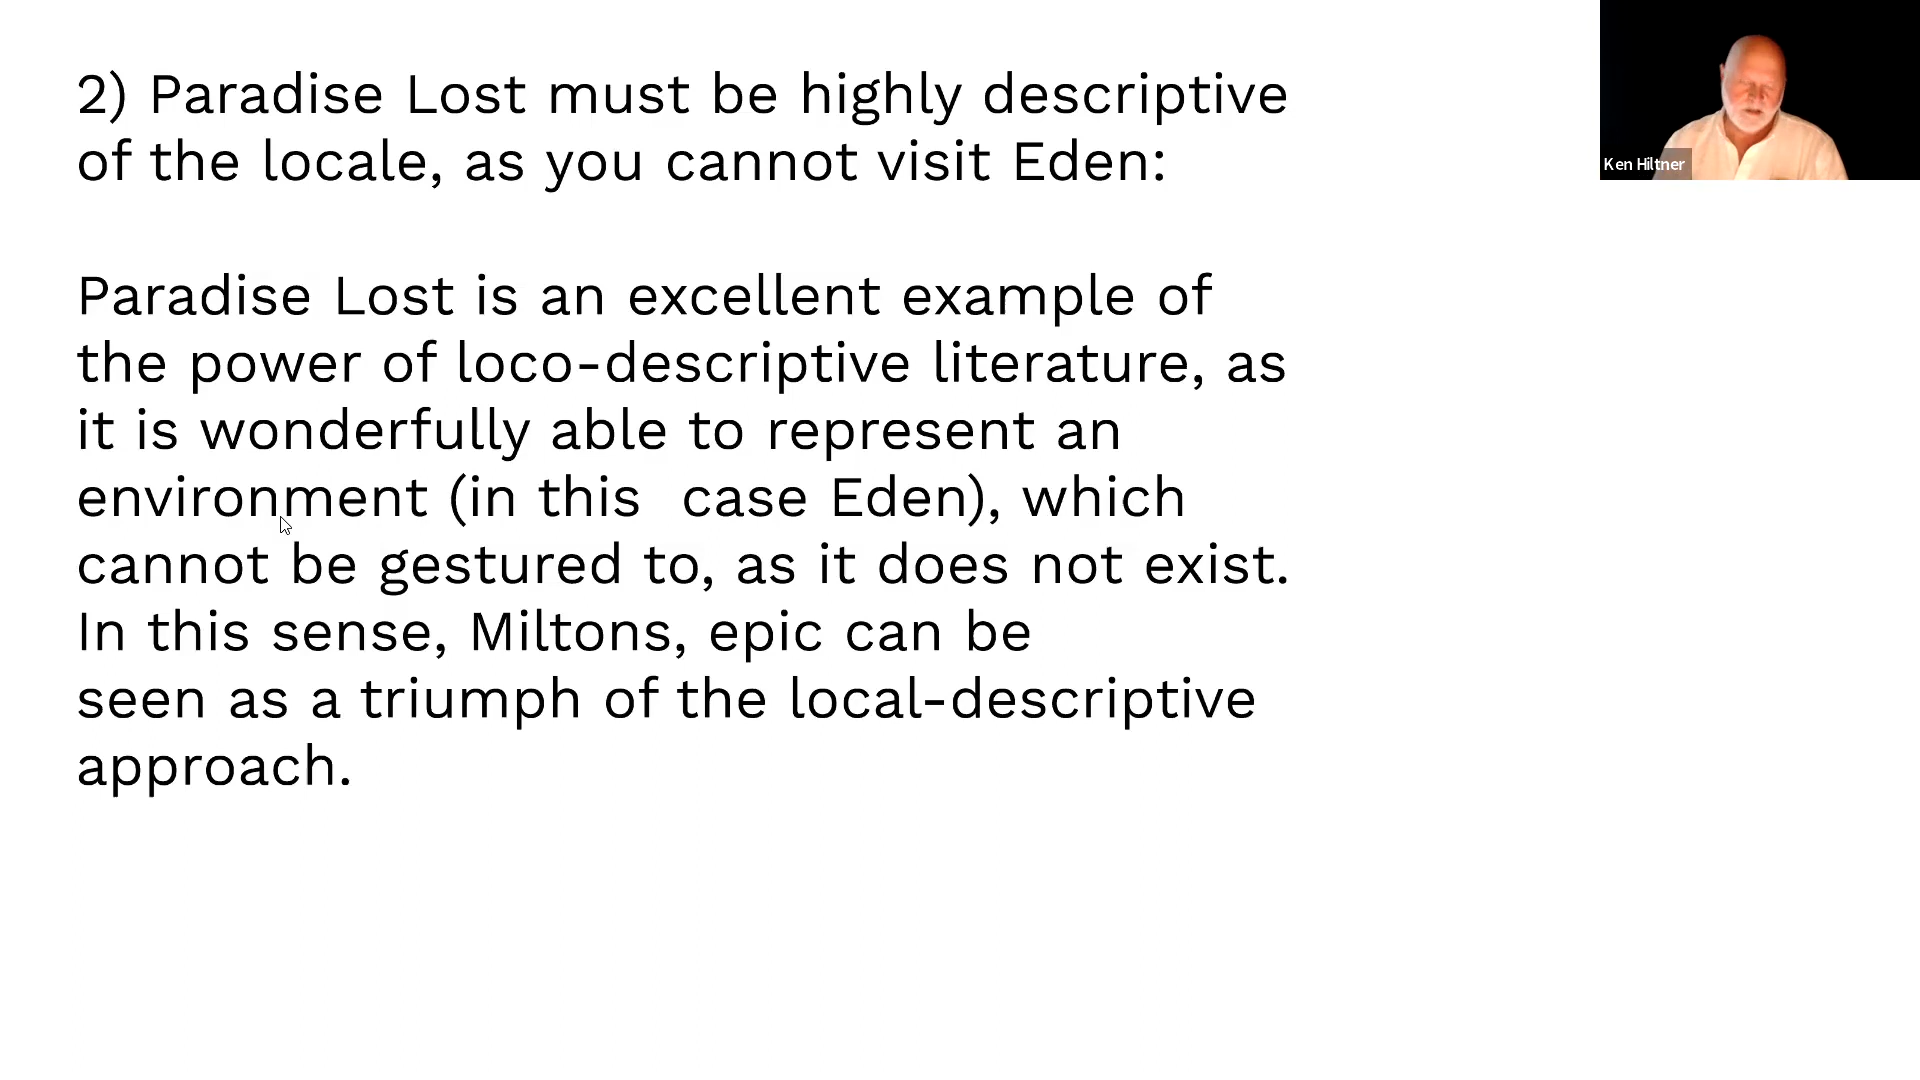 2) Paradise Lost must be highly descriptive
of the locale, as you cannot visit Eden:
Paradise Lost is an excellent example of
the power of loco-descriptive literature, as
it is wonderfully able to represent an
environment (in this  case Eden), which
cannot be gestured to, as it does not exist.
In this sense, Miltons, epic can be
seen as a triumph of the local-descriptive
approach.
Ken Hiltner